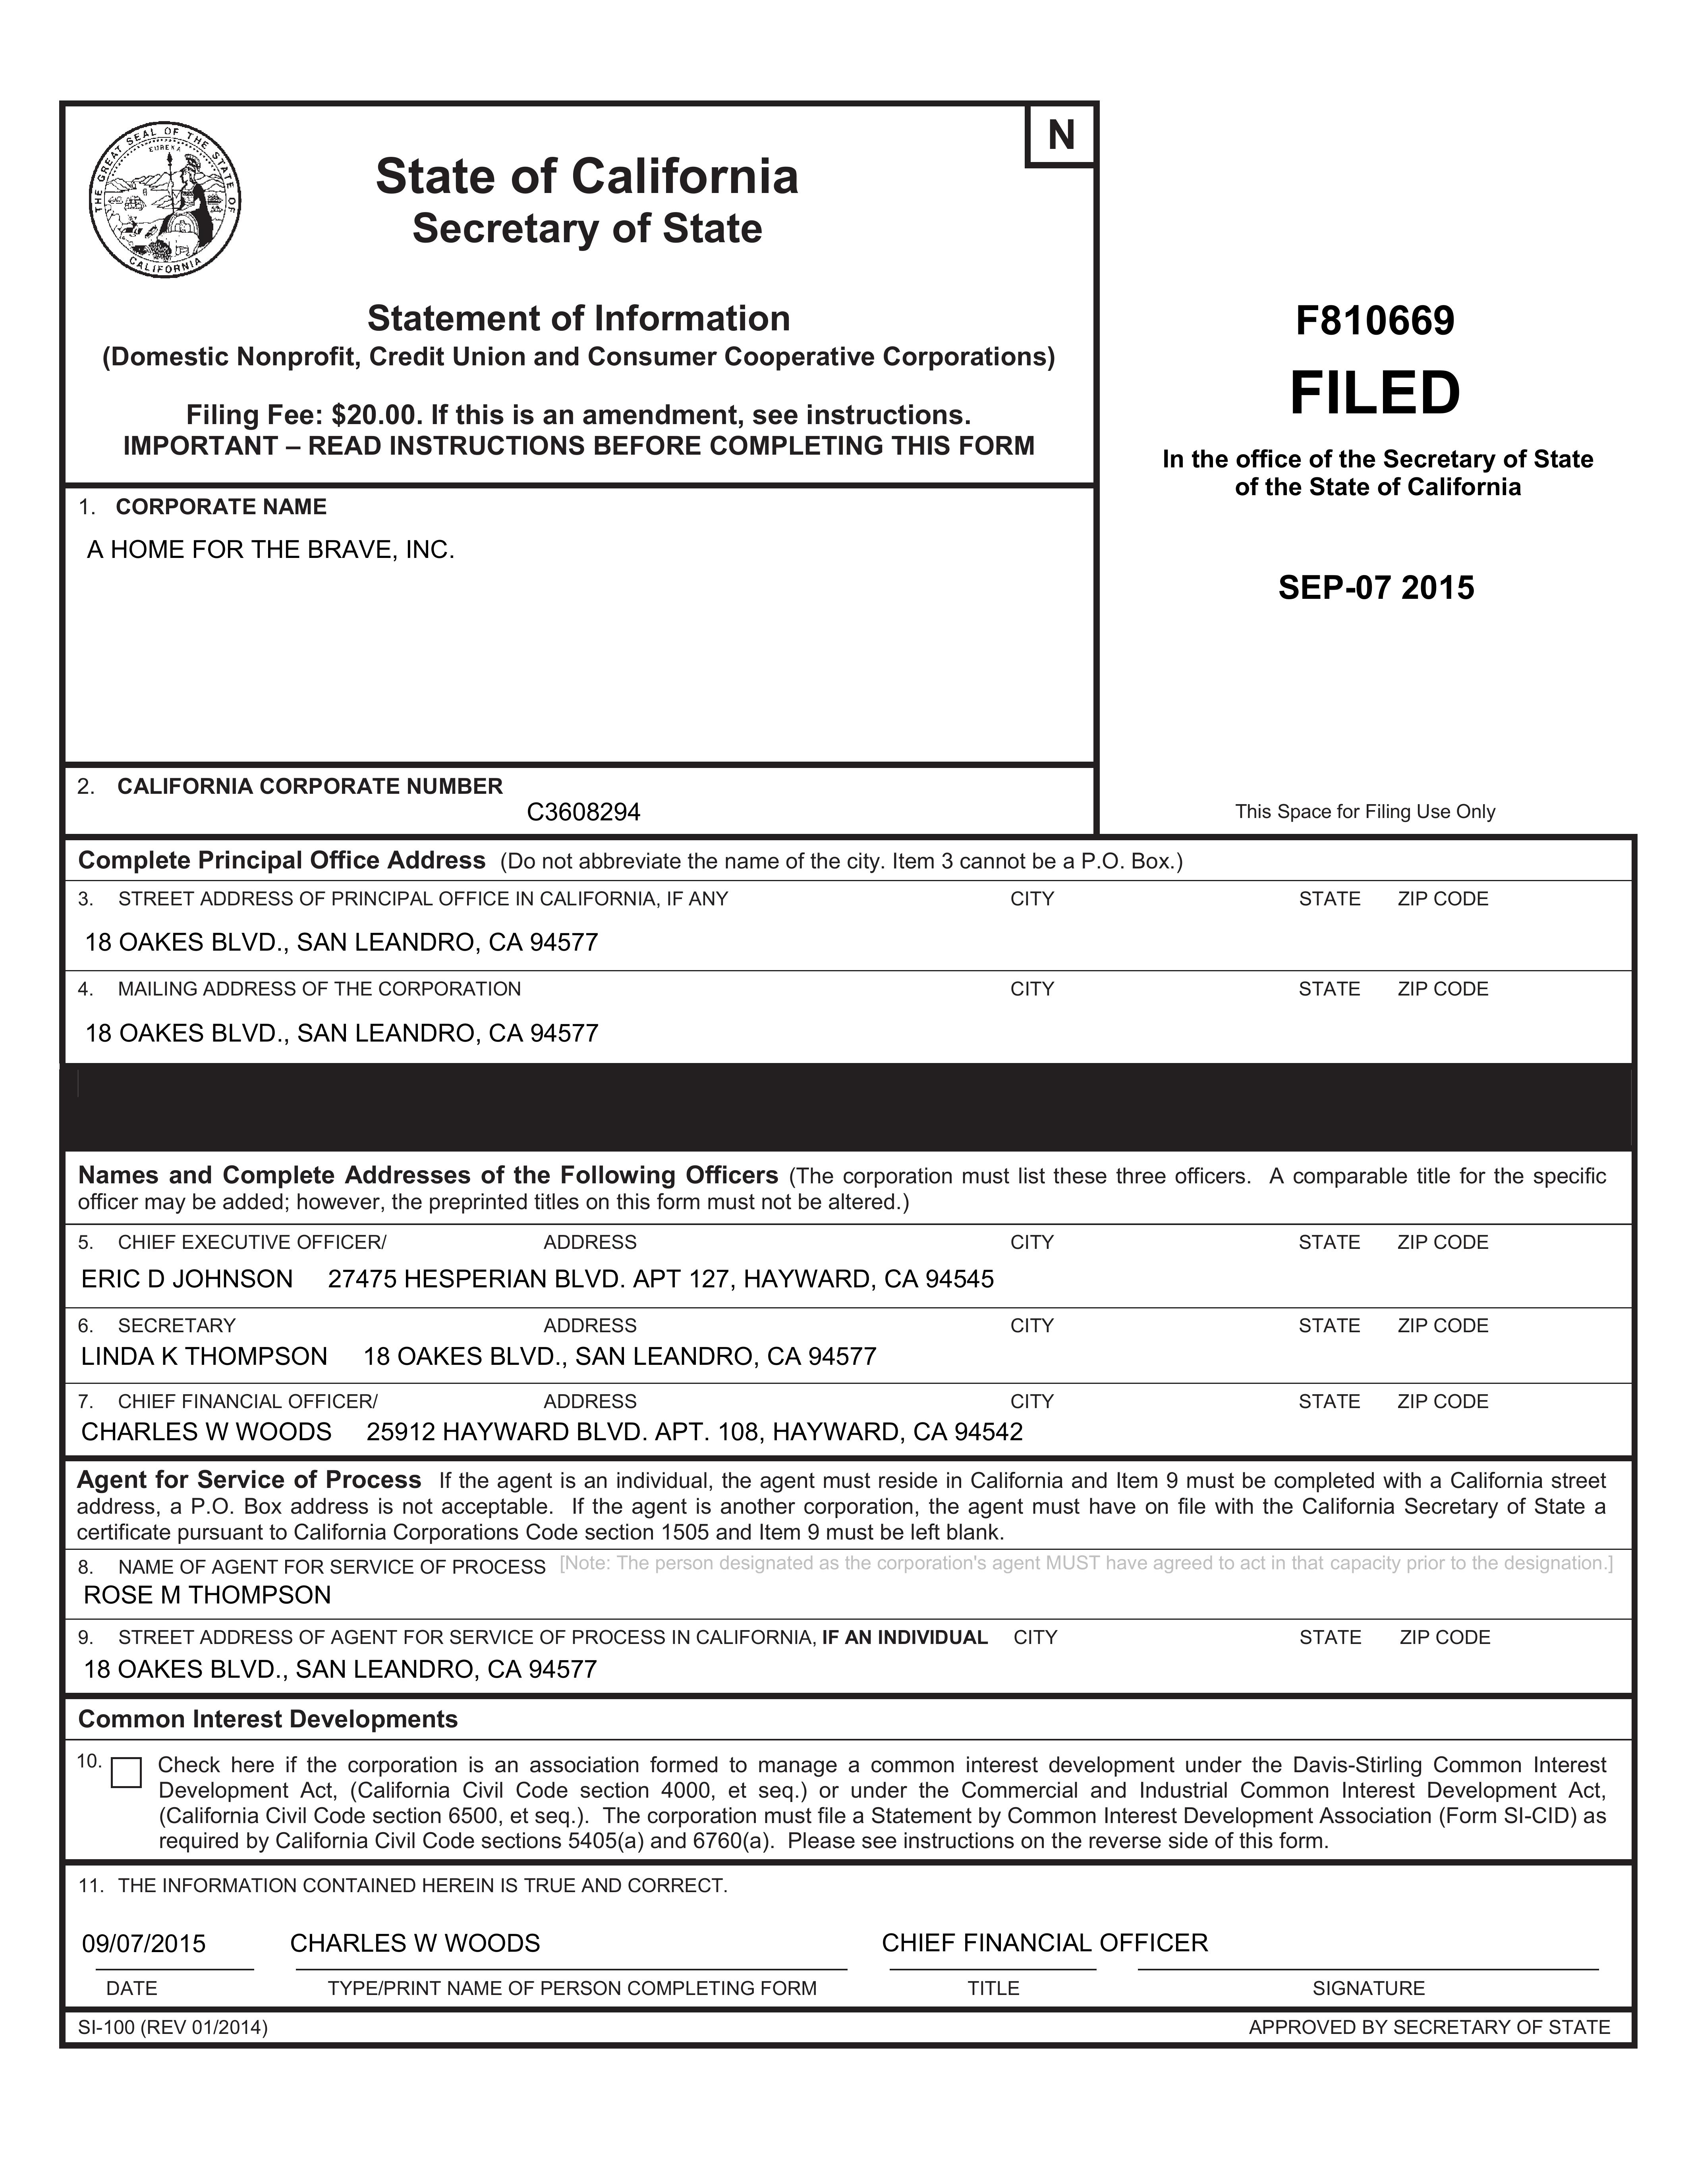 THE GREAT SEAL OF THE STATE OF CALIFORNIA
EUREKA
N
State of California
Secretary of State
Statement of Information
(Domestic Nonprofit, Credit Union and Consumer Cooperative Corporations)
Filing Fee: $20.00. If this is an amendment, see instructions.
IMPORTANT – READ INSTRUCTIONS BEFORE COMPLETING THIS FORM
F810669
FILED
In the office of the Secretary of State
of the State of California
SEP-07 2015
1. CORPORATE NAME
A HOME FOR THE BRAVE, INC.
2. CALIFORNIA CORPORATE NUMBER
C3608294
This Space for Filing Use Only
Complete Principal Office Address (Do not abbreviate the name of the city. Item 3 cannot be a P.O. Box.)
3. STREET ADDRESS OF PRINCIPAL OFFICE IN CALIFORNIA, IF ANY CITY STATE ZIP CODE
18 OAKES BLVD., SAN LEANDRO, CA 94577
4. MAILING ADDRESS OF THE CORPORATION CITY STATE ZIP CODE
18 OAKES BLVD., SAN LEANDRO, CA 94577
Names and Complete Addresses of the Following Officers (The corporation must list these three officers. A comparable title for the specific
officer may be added; however, the preprinted titles on this form must not be altered.)
5. CHIEF EXECUTIVE OFFICER/ ADDRESS CITY STATE ZIP CODE
ERIC D JOHNSON 27475 HESPERIAN BLVD. APT 127, HAYWARD, CA 94545
6. SECRETARY ADDRESS CITY STATE ZIP CODE
LINDA K THOMPSON 18 OAKES BLVD., SAN LEANDRO, CA 94577
7. CHIEF FINANCIAL OFFICER/ ADDRESS CITY STATE ZIP CODE
CHARLES W WOODS 25912 HAYWARD BLVD. APT. 108, HAYWARD, CA 94542
Agent for Service of Process If the agent is an individual, the agent must reside in California and Item 9 must be completed with a California street
address, a P.O. Box address is not acceptable. If the agent is another corporation, the agent must have on file with the California Secretary of State a
certificate pursuant to California Corporations Code section 1505 and Item 9 must be left blank.
8. NAME OF AGENT FOR SERVICE OF PROCESS [Note: The person designated as the corporation's agent MUST have agreed to act in that capacity prior to the designation.]
ROSE M THOMPSON
9. STREET ADDRESS OF AGENT FOR SERVICE OF PROCESS IN CALIFORNIA, IF AN INDIVIDUAL CITY STATE ZIP CODE
18 OAKES BLVD., SAN LEANDRO, CA 94577
Common Interest Developments
10. Check here if the corporation is an association formed to manage a common interest development under the Davis-Stirling Common Interest
Development Act, (California Civil Code section 4000, et seq.) or under the Commercial and Industrial Common Interest Development Act,
(California Civil Code section 6500, et seq.). The corporation must file a Statement by Common Interest Development Association (Form SI-CID) as
required by California Civil Code sections 5405(a) and 6760(a). Please see instructions on the reverse side of this form.
11. THE INFORMATION CONTAINED HEREIN IS TRUE AND CORRECT.
09/07/2015 CHARLES W WOODS CHIEF FINANCIAL OFFICER
DATE TYPE/PRINT NAME OF PERSON COMPLETING FORM TITLE SIGNATURE
SI-100 (REV 01/2014) APPROVED BY SECRETARY OF STATE